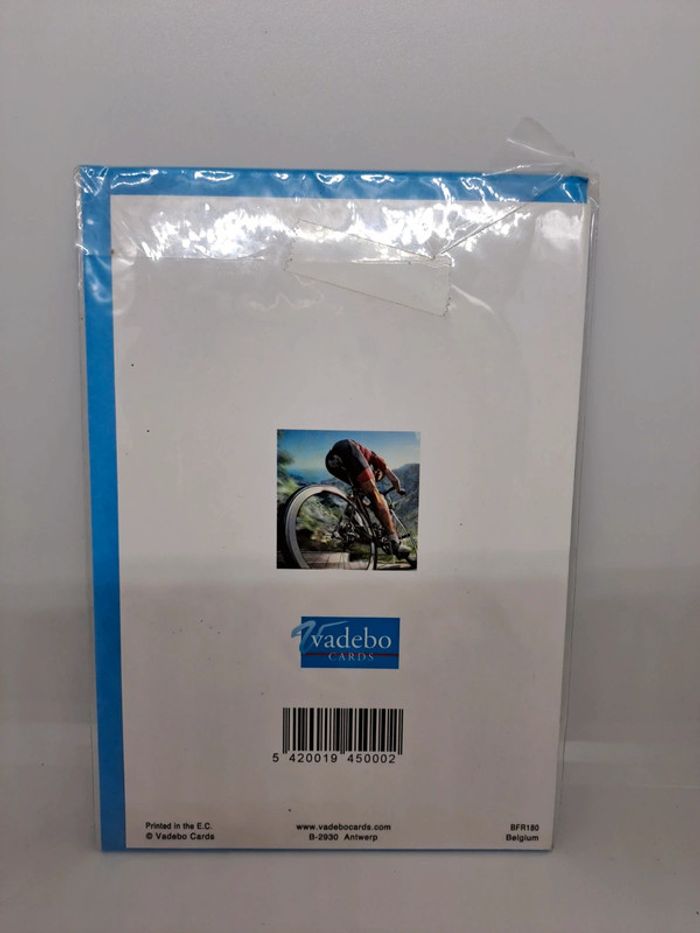 vadebo
CARDS
5 420019 450002
Printed in the E.C.
© Vadebo Cards
www.vadebocards.com
B-2930 Antwerp
BFR180
Belgium